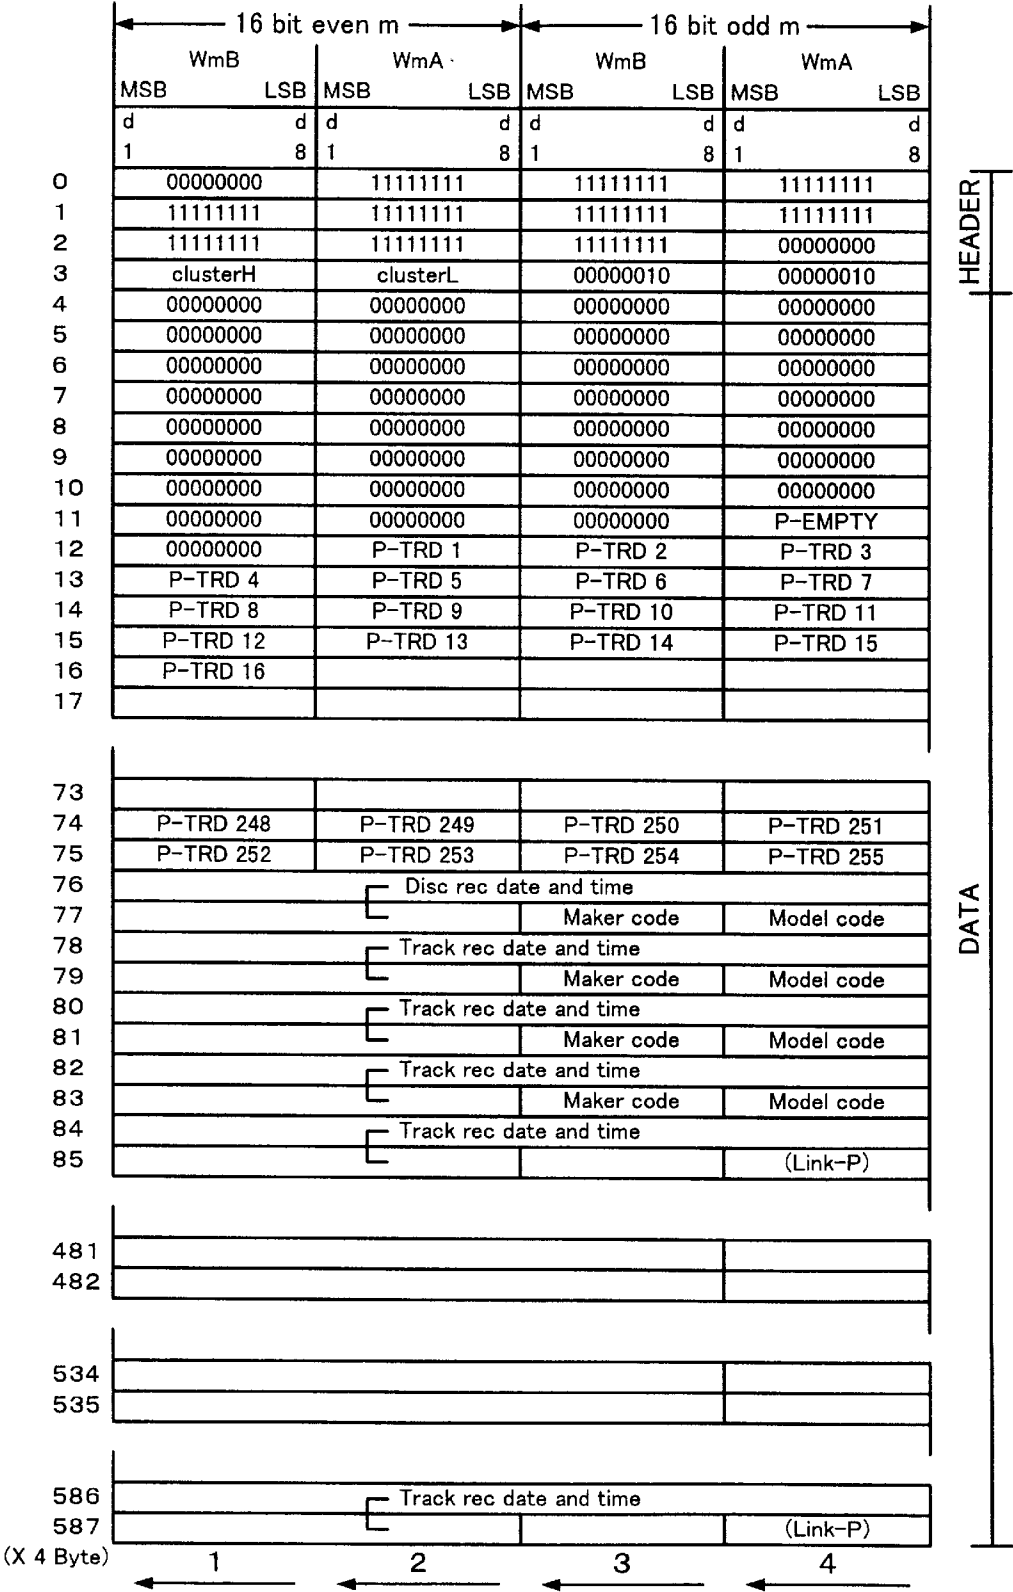 16 bit even m 16 bit odd m
WmB WmA WmB WmA
MSB LSB MSB LSB MSB LSB MSB LSB
d d d d d d d d
1 8 1 8 1 8 1 8
0 00000000 11111111 11111111 11111111
1 11111111 11111111 11111111 11111111
2 11111111 11111111 11111111 00000000
3 clusterH clusterL 00000010 00000010
HEADER
4 00000000 00000000 00000000 00000000
5 00000000 00000000 00000000 00000000
6 00000000 00000000 00000000 00000000
7 00000000 00000000 00000000 00000000
8 00000000 00000000 00000000 00000000
9 00000000 00000000 00000000 00000000
10 00000000 00000000 00000000 00000000
11 00000000 00000000 00000000 P-EMPTY
12 00000000 P-TRD 1 P-TRD 2 P-TRD 3
13 P-TRD 4 P-TRD 5 P-TRD 6 P-TRD 7
14 P-TRD 8 P-TRD 9 P-TRD 10 P-TRD 11
15 P-TRD 12 P-TRD 13 P-TRD 14 P-TRD 15
16 P-TRD 16
17
73
74 P-TRD 248 P-TRD 249 P-TRD 250 P-TRD 251
75 P-TRD 252 P-TRD 253 P-TRD 254 P-TRD 255
76 Disc rec date and time
77 Maker code Model code
78 Track rec date and time
79 Maker code Model code
80 Track rec date and time
81 Maker code Model code
82 Track rec date and time
83 Maker code Model code
84 Track rec date and time
85 (Link-P)
DATA
481
482
534
535
586 Track rec date and time
587 (Link-P)
(X 4 Byte) 1 2 3 4